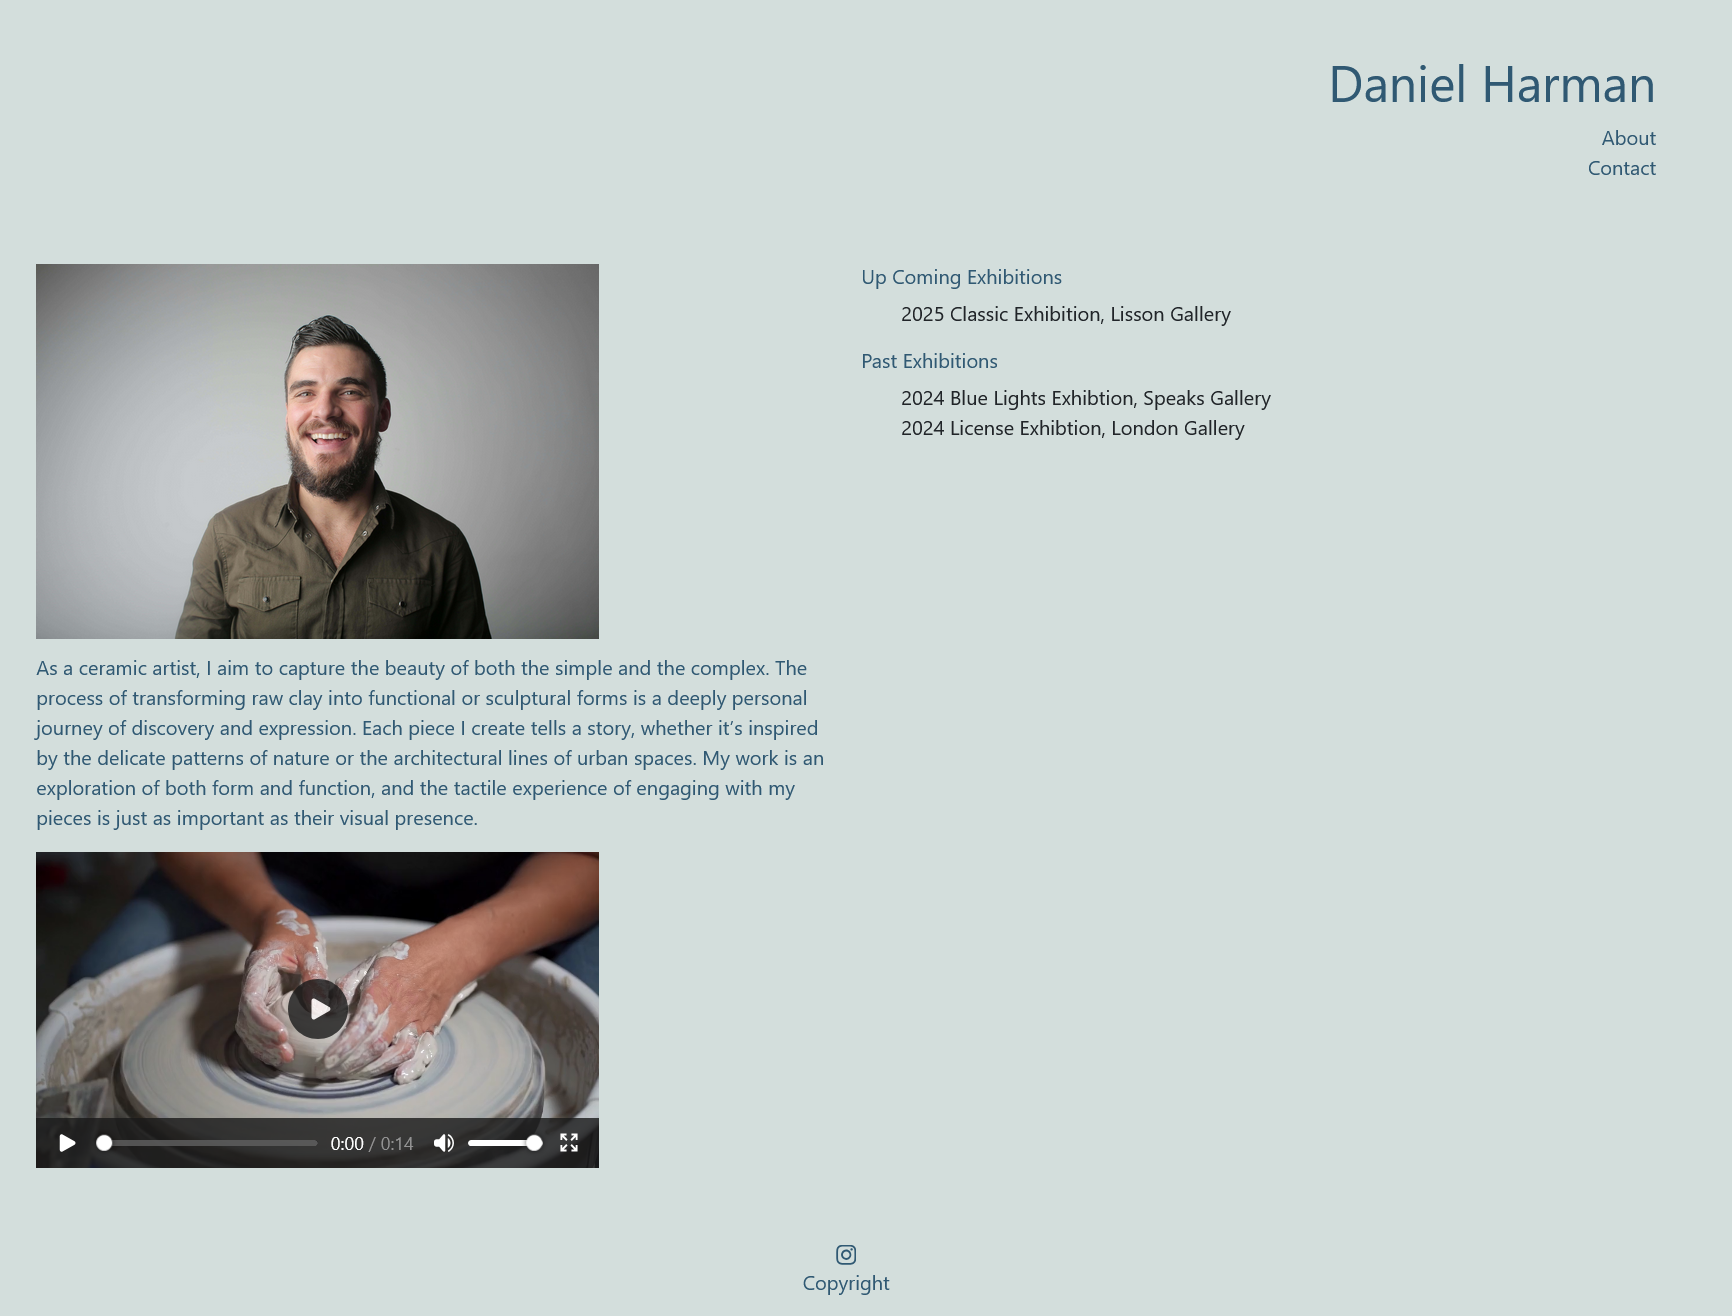 Daniel Harman
About
Contact
Up Coming Exhibitions
2025 Classic Exhibition, Lisson Gallery
Past Exhibitions
2024 Blue Lights Exhibtion, Speaks Gallery
2024 License Exhibtion, London Gallery
As a ceramic artist, I aim to capture the beauty of both the simple and the complex. The
process of transforming raw clay into functional or sculptural forms is a deeply personal
journey of discovery and expression. Each piece I create tells a story, whether it’s inspired
by the delicate patterns of nature or the architectural lines of urban spaces. My work is an
exploration of both form and function, and the tactile experience of engaging with my
pieces is just as important as their visual presence.
0:00 / 0:14
Copyright